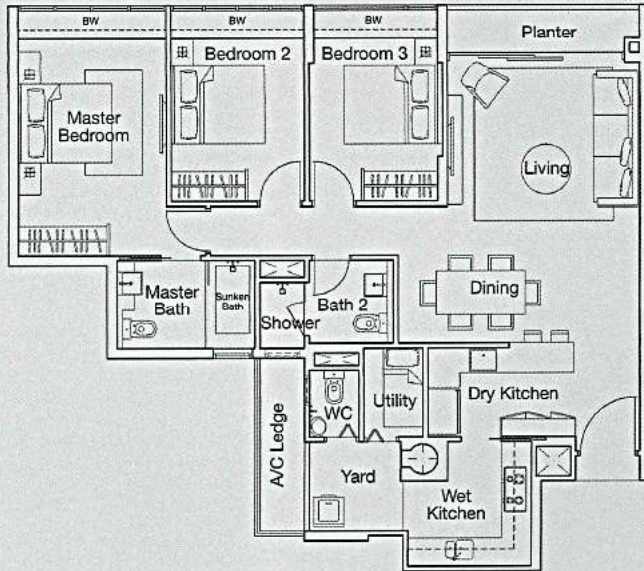 BW
BW
BW
Planter
Bedroom 2
Bedroom 3
Master
Bedroom
Living
Master
Bath
Sunken
Bath
Bath 2
Shower
Dining
WC
Utility
Dry Kitchen
A/C Ledge
Yard
Wet
Kitchen